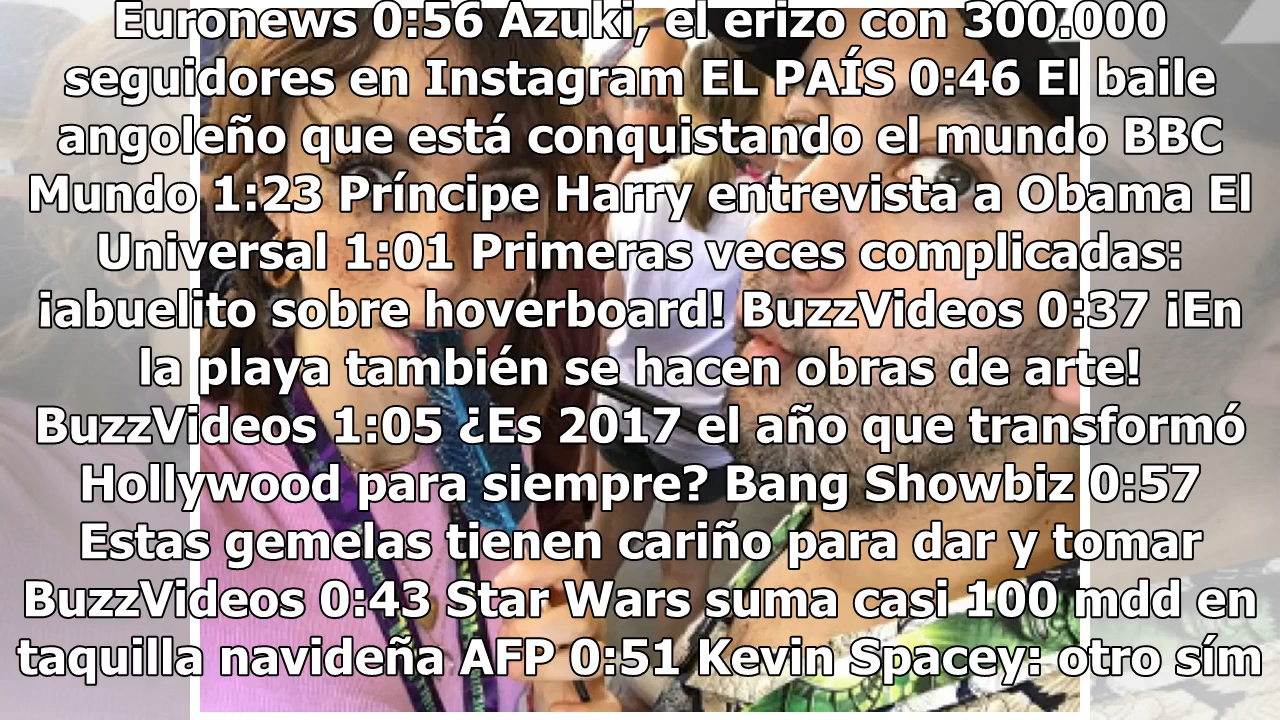 Euronews 0:56 Azuki, el erizo con 300.000
seguidores en Instagram EL PAÍS 0:46 El baile
angoleño que está conquistando el mundo BBC
Mundo 1:23 Príncipe Harry entrevista a Obama El
Universal 1:01 Primeras veces complicadas:
¡abuelito sobre hoverboard! BuzzVideos 0:37 ¡En
la playa también se hacen obras de arte!
BuzzVideos 1:05 ¿Es 2017 el año que transformó
Hollywood para siempre? Bang Showbiz 0:57
Estas gemelas tienen cariño para dar y tomar
BuzzVideos 0:43 Star Wars suma casi 100 mdd en
taquilla navideña AFP 0:51 Kevin Spacey: otro sím